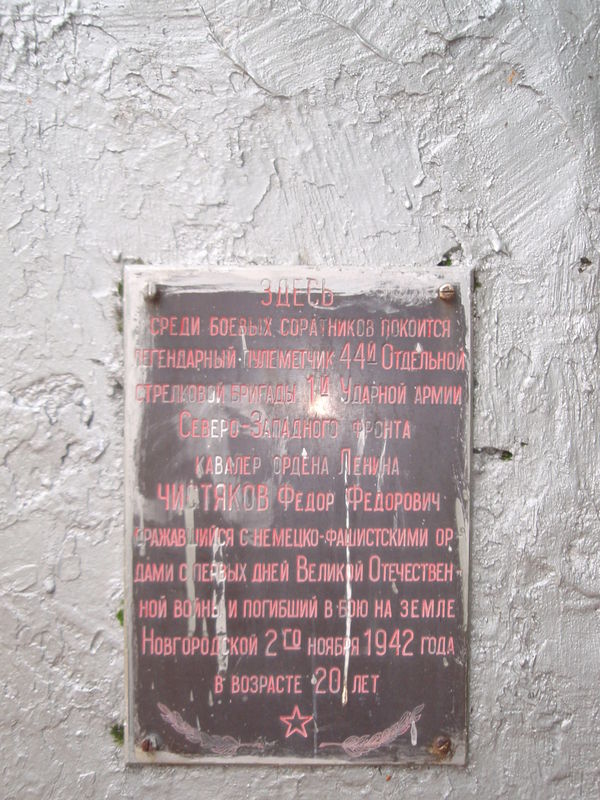 ЗДЕСЬ
СРЕДИ БОЕВЫХ СОРАТНИКОВ ПОКОИТСЯ
ЛЕГЕНДАРНЫЙ ПУЛЕМЕТЧИК 44Й ОТДЕЛЬНОЙ
СТРЕЛКОВОЙ БРИГАДЫ 1Й УДАРНОЙ АРМИИ
СЕВЕРО-ЗАПАДНОГО ФРОНТА
КАВАЛЕР ОРДЕНА ЛЕНИНА
ЧИСТЯКОВ ФЕДОР ФЕДОРОВИЧ
СРАЖАВШИЙСЯ С НЕМЕЦКО-ФАШИСТСКИМИ ОР-
ДАМИ С ПЕРВЫХ ДНЕЙ ВЕЛИКОЙ ОТЕЧЕСТВЕН-
НОЙ ВОЙНЫ И ПОГИБШИЙ В БОЮ НА ЗЕМЛЕ
НОВГОРОДСКОЙ 2ГО НОЯБРЯ 1942 ГОДА
В ВОЗРАСТЕ 20 ЛЕТ